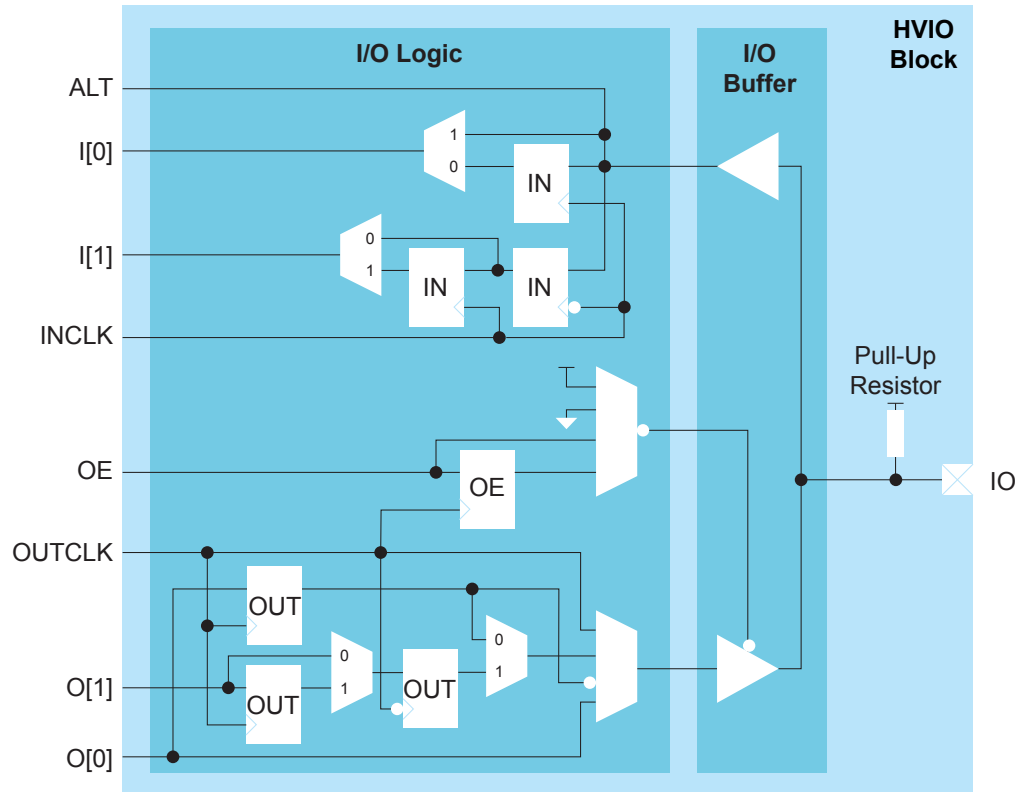 HVIO
Block
I/O Logic
I/O
Buffer
ALT
1
I[0]
0
IN
0
I[1]
1
IN
IN
INCLK
Pull-Up
Resistor
OE
OE
IO
OUTCLK
OUT
0
0
1
O[1]
1
OUT
OUT
O[0]